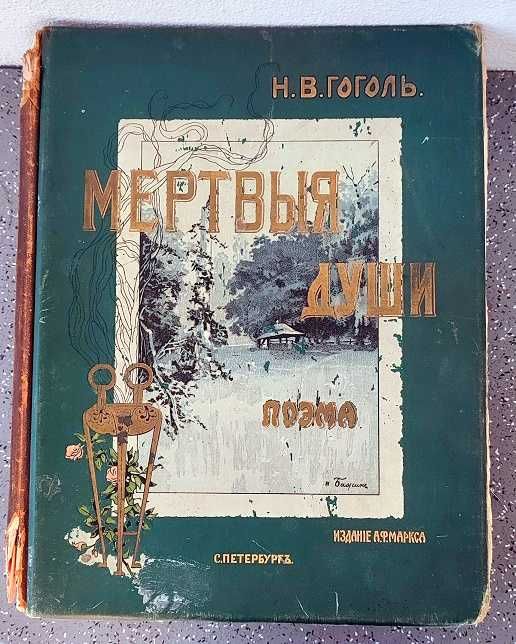 Н.В.ГОГОЛЬ.
МЕРТВЫЯ
ДУШИ
ПОЭМА
ИЗДАНІЕ А.Ф.МАРКСА
С.ПЕТЕРБУРГЪ.